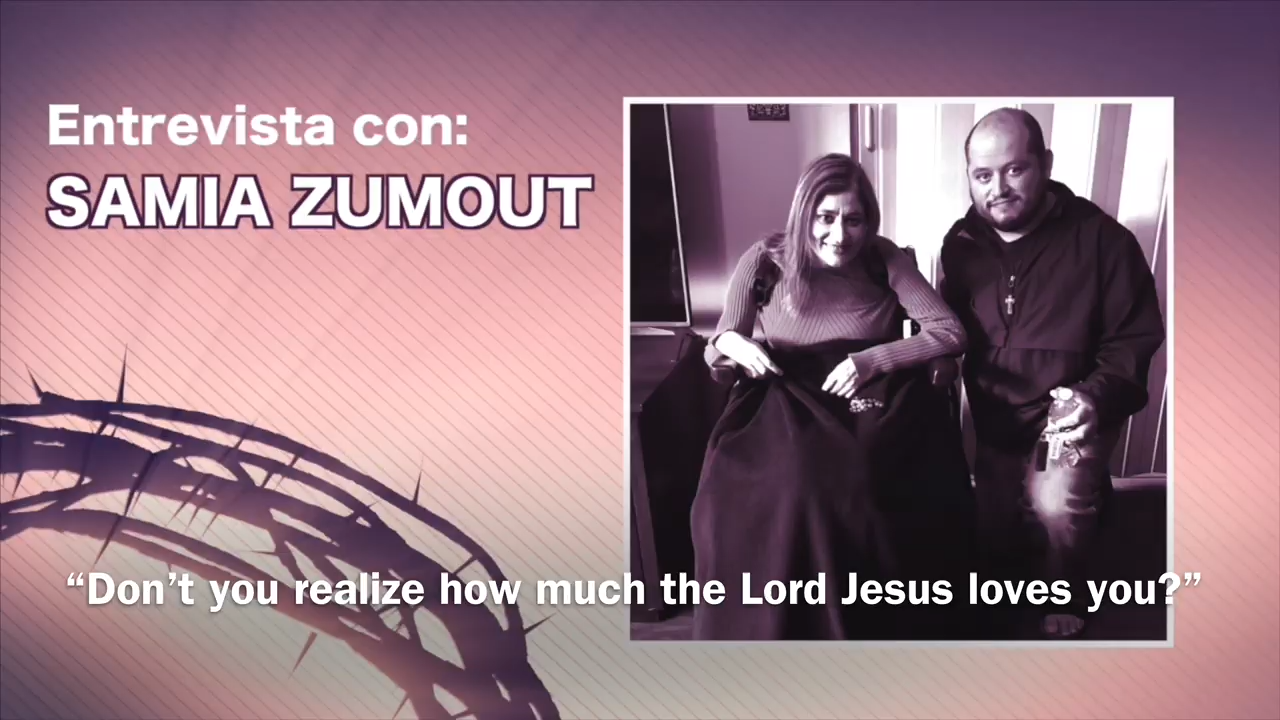 Entrevista con:
SAMIA ZUMOUT
“Don’t you realize how much the Lord Jesus loves you?”